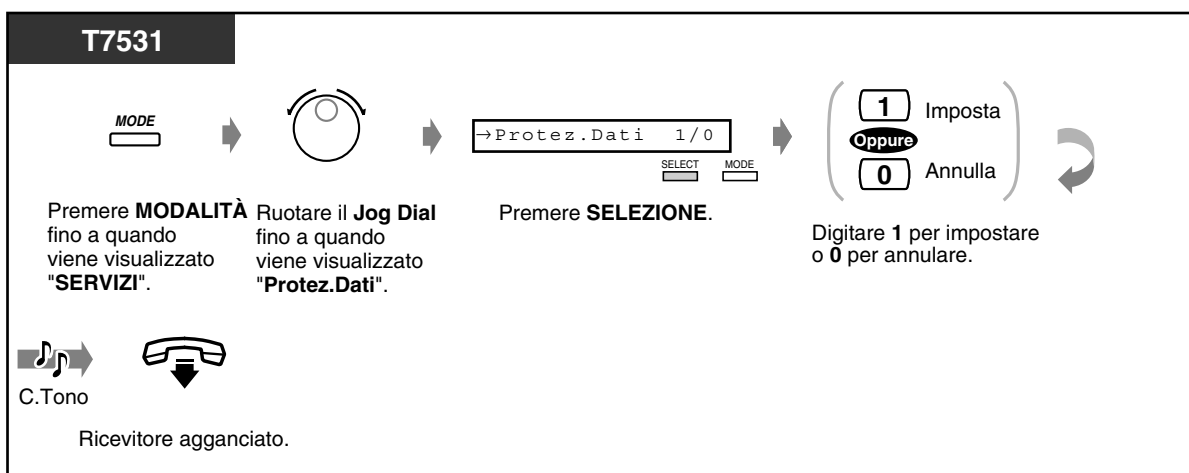 T7531
MODE
→Protez.Dati 1/0
SELECT MODE
1 Imposta
Oppure
0 Annulla
Premere MODALITÀ
fino a quando
viene visualizzato
"SERVIZI".
Ruotare il Jog Dial
fino a quando
viene visualizzato
"Protez.Dati".
Premere SELEZIONE.
Digitare 1 per impostare
o 0 per annulare.
C.Tono
Ricevitore agganciato.